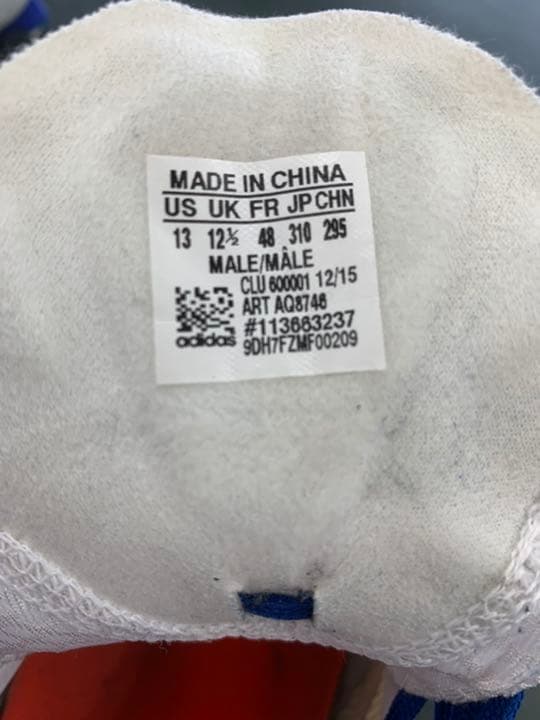 MADE IN CHINA
US UK FR JP CHN
13 12½ 48 310 295
MALE/MÂLE
CLU 600001 12/15
ART AQ8746
#113663237
9DH7FZMF00209
adidas